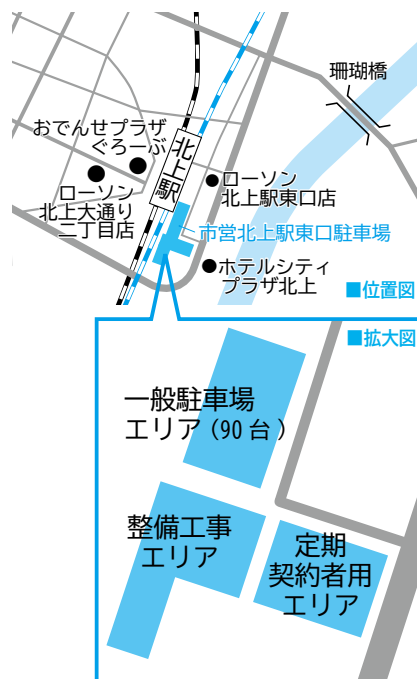 珊瑚橋
おでんせプラザ
ぐろーぶ
北上駅
ローソン
北上大通り
二丁目店
ローソン
北上駅東口店
市営北上駅東口駐車場
ホテルシティ
プラザ北上
■位置図
■拡大図
一般駐車場
エリア（90台）
整備工事
エリア
定期
契約者用
エリア